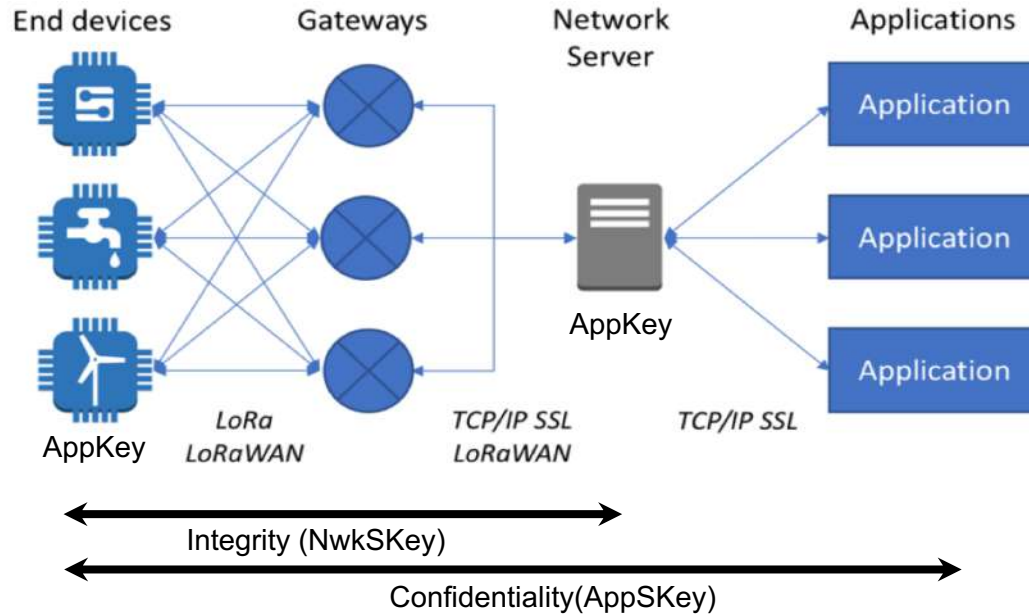 End devices
Gateways
Network
Server
Applications
Application
Application
Application
AppKey
AppKey
LoRa
LoRaWAN
TCP/IP SSL
LoRaWAN
TCP/IP SSL
Integrity (NwkSKey)
Confidentiality(AppSKey)